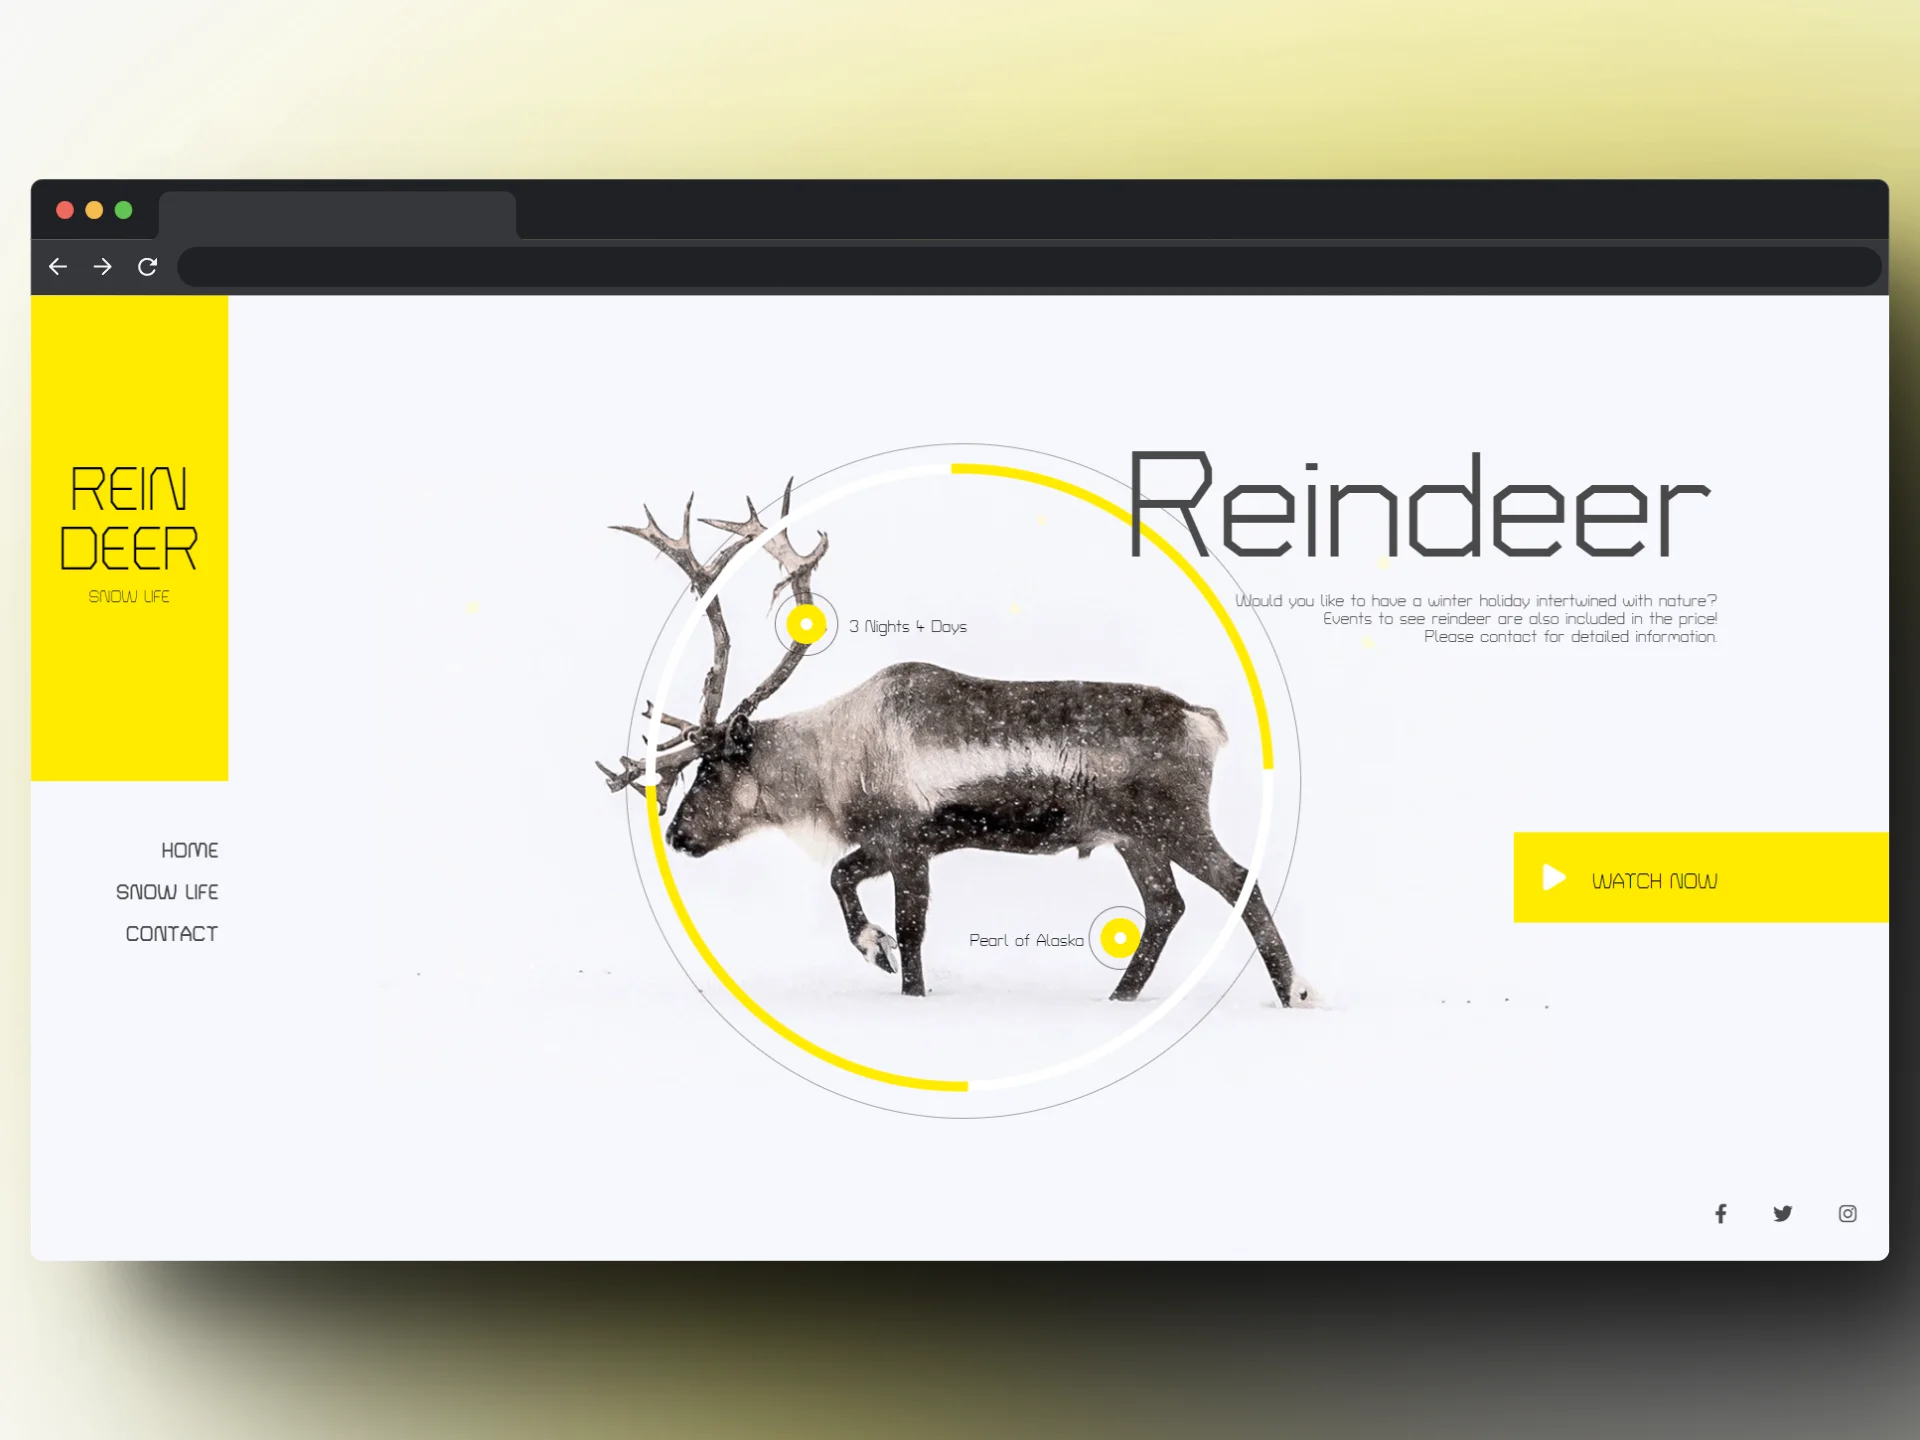 REIN
DEER
SNOW LIFE
HOME
SNOW LIFE
CONTACT
Reindeer
Would you like to have a winter holiday intertwined with nature?
Events to see reindeer are also included in the price!
Please contact for detailed information.
3 Nights 4 Days
Pearl of Alaska
WATCH NOW